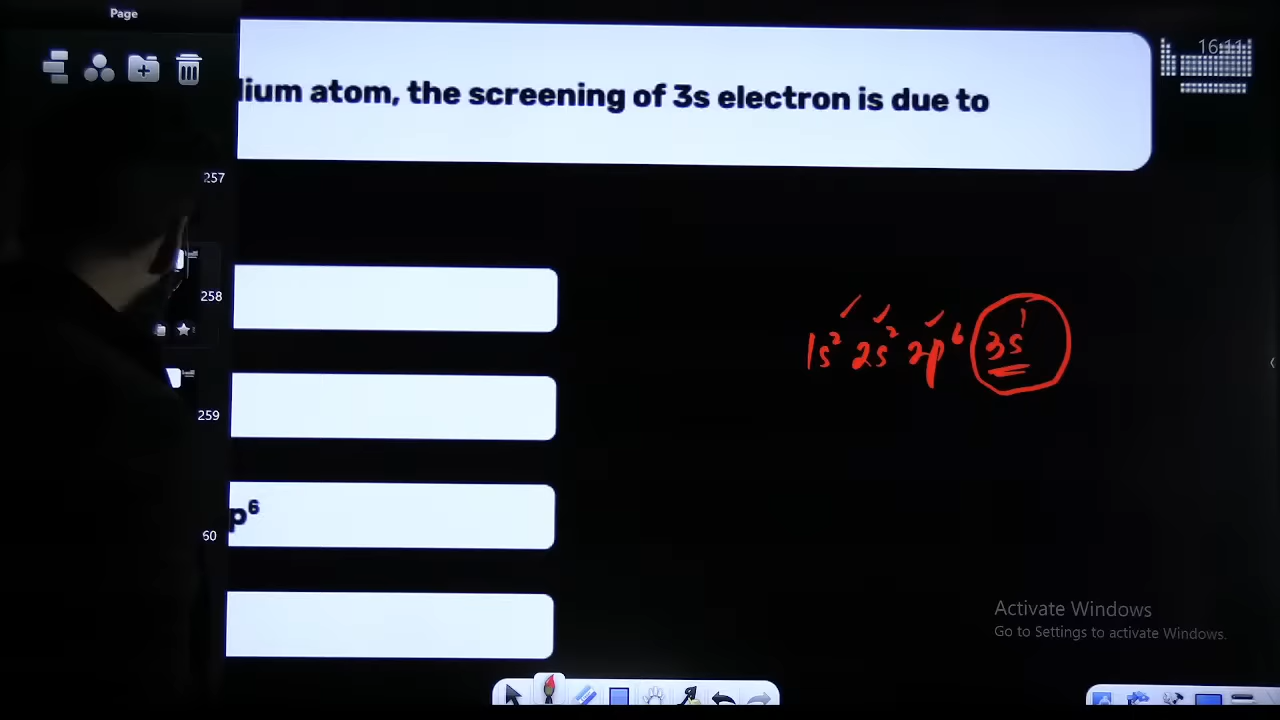 Page
16:11
lium atom, the screening of 3s electron is due to
257
258
1s² 2s² 2p⁶ 3s¹
259
p⁶
60
Activate Windows
Go to Settings to activate Windows.